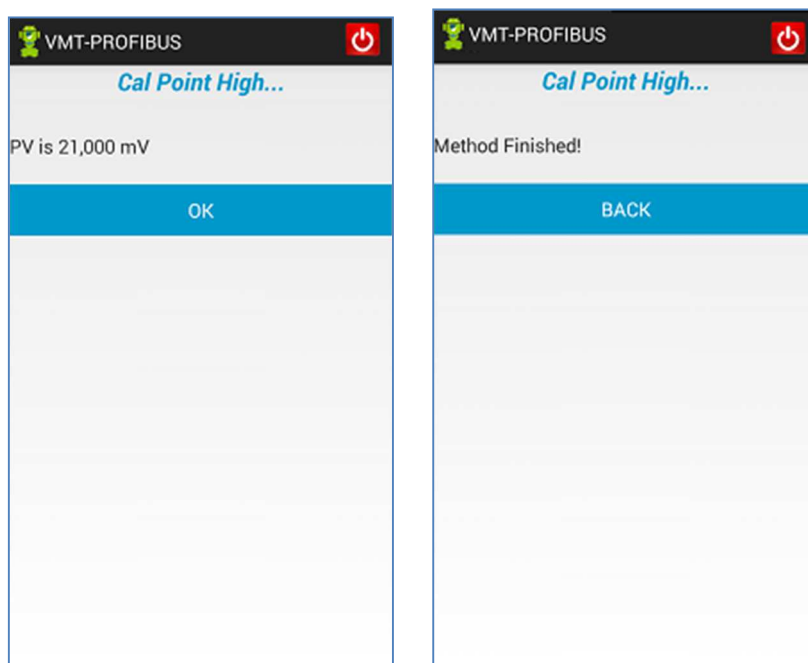 VMT-PROFIBUS
Cal Point High...
PV is 21,000 mV
OK
VMT-PROFIBUS
Cal Point High...
Method Finished!
BACK